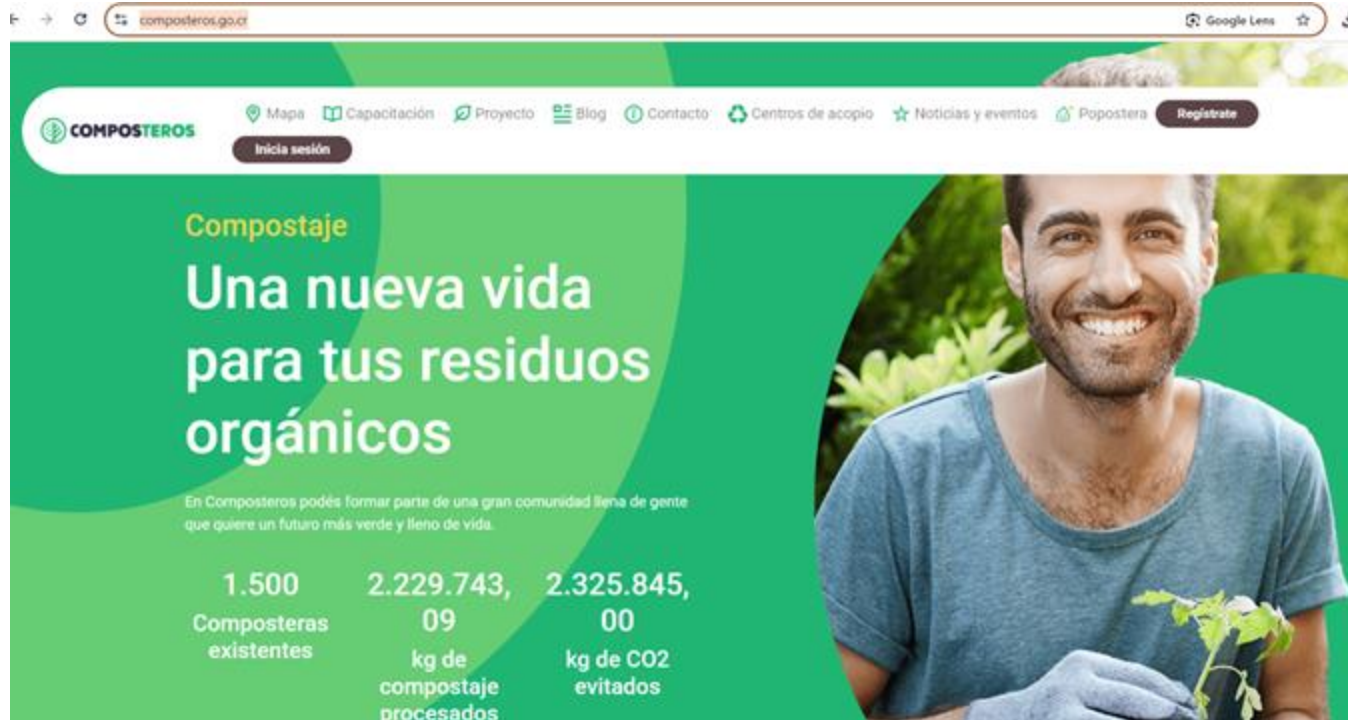 composteros.go.cr
Google Lens
COMPOSTEROS
Mapa Capacitación Proyecto Blog Contacto Centros de acopio Noticias y eventos Popostera Regístrate
Inicia sesión
Compostaje
Una nueva vida
para tus residuos
orgánicos
En Composteros podés formar parte de una gran comunidad llena de gente
que quiere un futuro más verde y lleno de vida.
1.500
Composteras
existentes
2.229.743,
09
kg de
compostaje
procesados
2.325.845,
00
kg de CO2
evitados